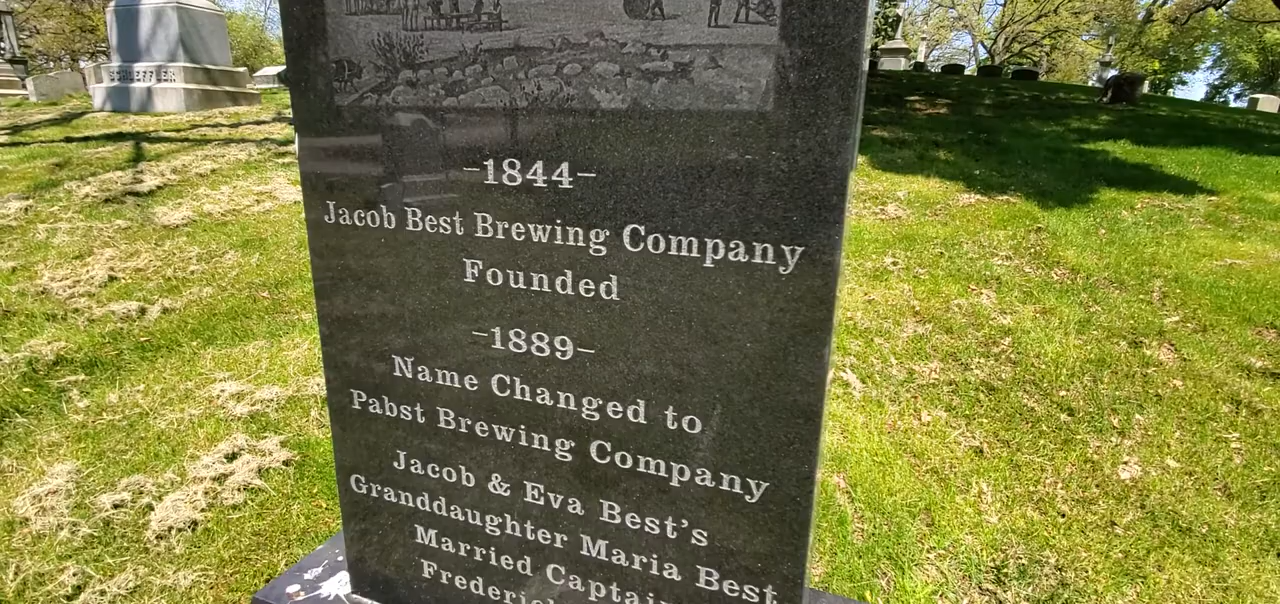 SCHOEFFLER
-1844-
Jacob Best Brewing Company
Founded
-1889-
Name Changed to
Pabst Brewing Company
Jacob & Eva Best's
Granddaughter Maria Best
Married Captain